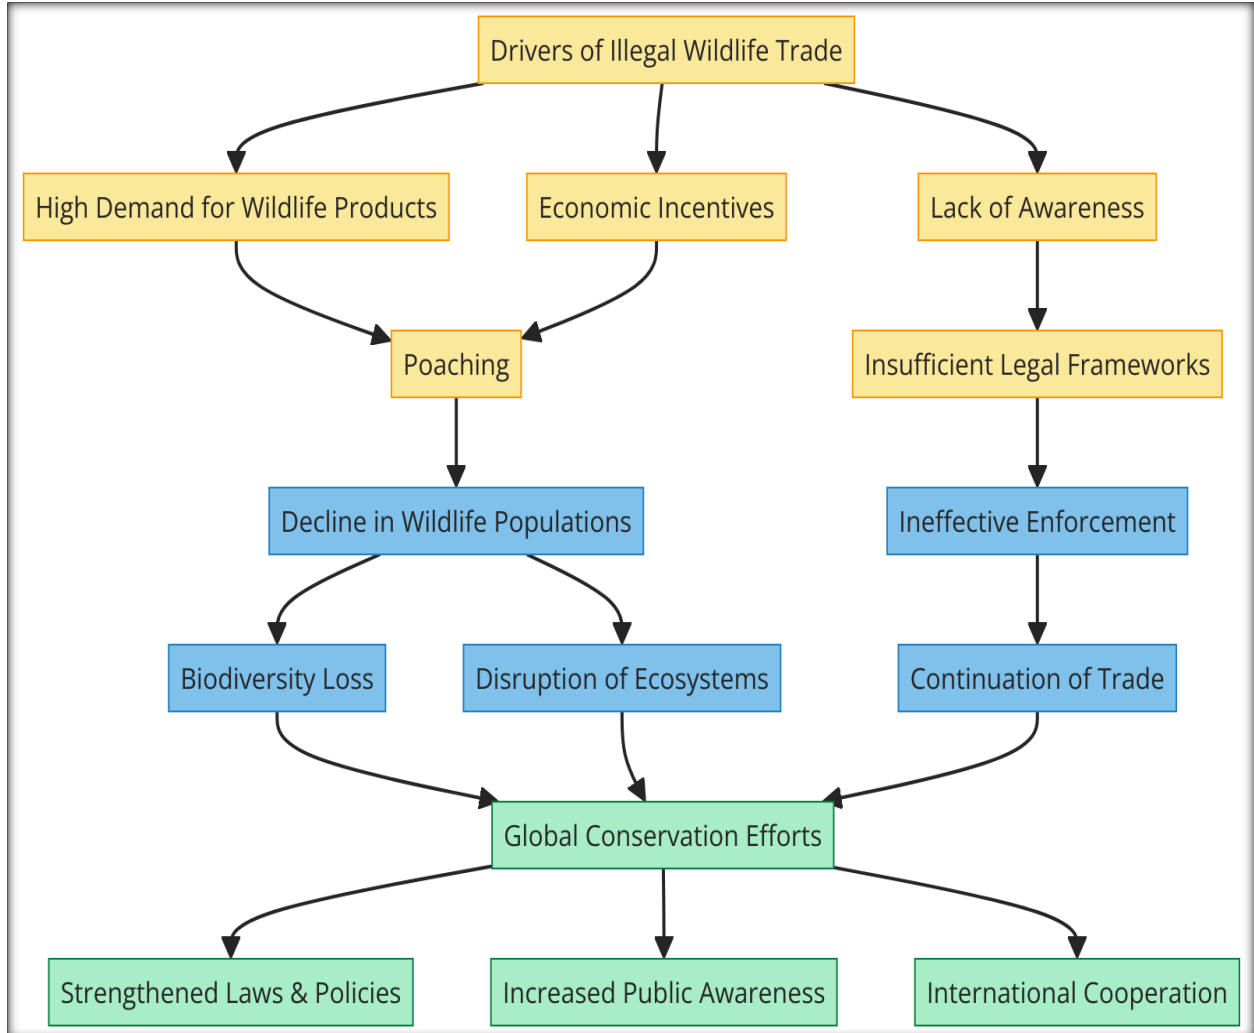 Drivers of Illegal Wildlife Trade
High Demand for Wildlife Products
Economic Incentives
Lack of Awareness
Poaching
Insufficient Legal Frameworks
Decline in Wildlife Populations
Ineffective Enforcement
Biodiversity Loss
Disruption of Ecosystems
Continuation of Trade
Global Conservation Efforts
Strengthened Laws & Policies
Increased Public Awareness
International Cooperation